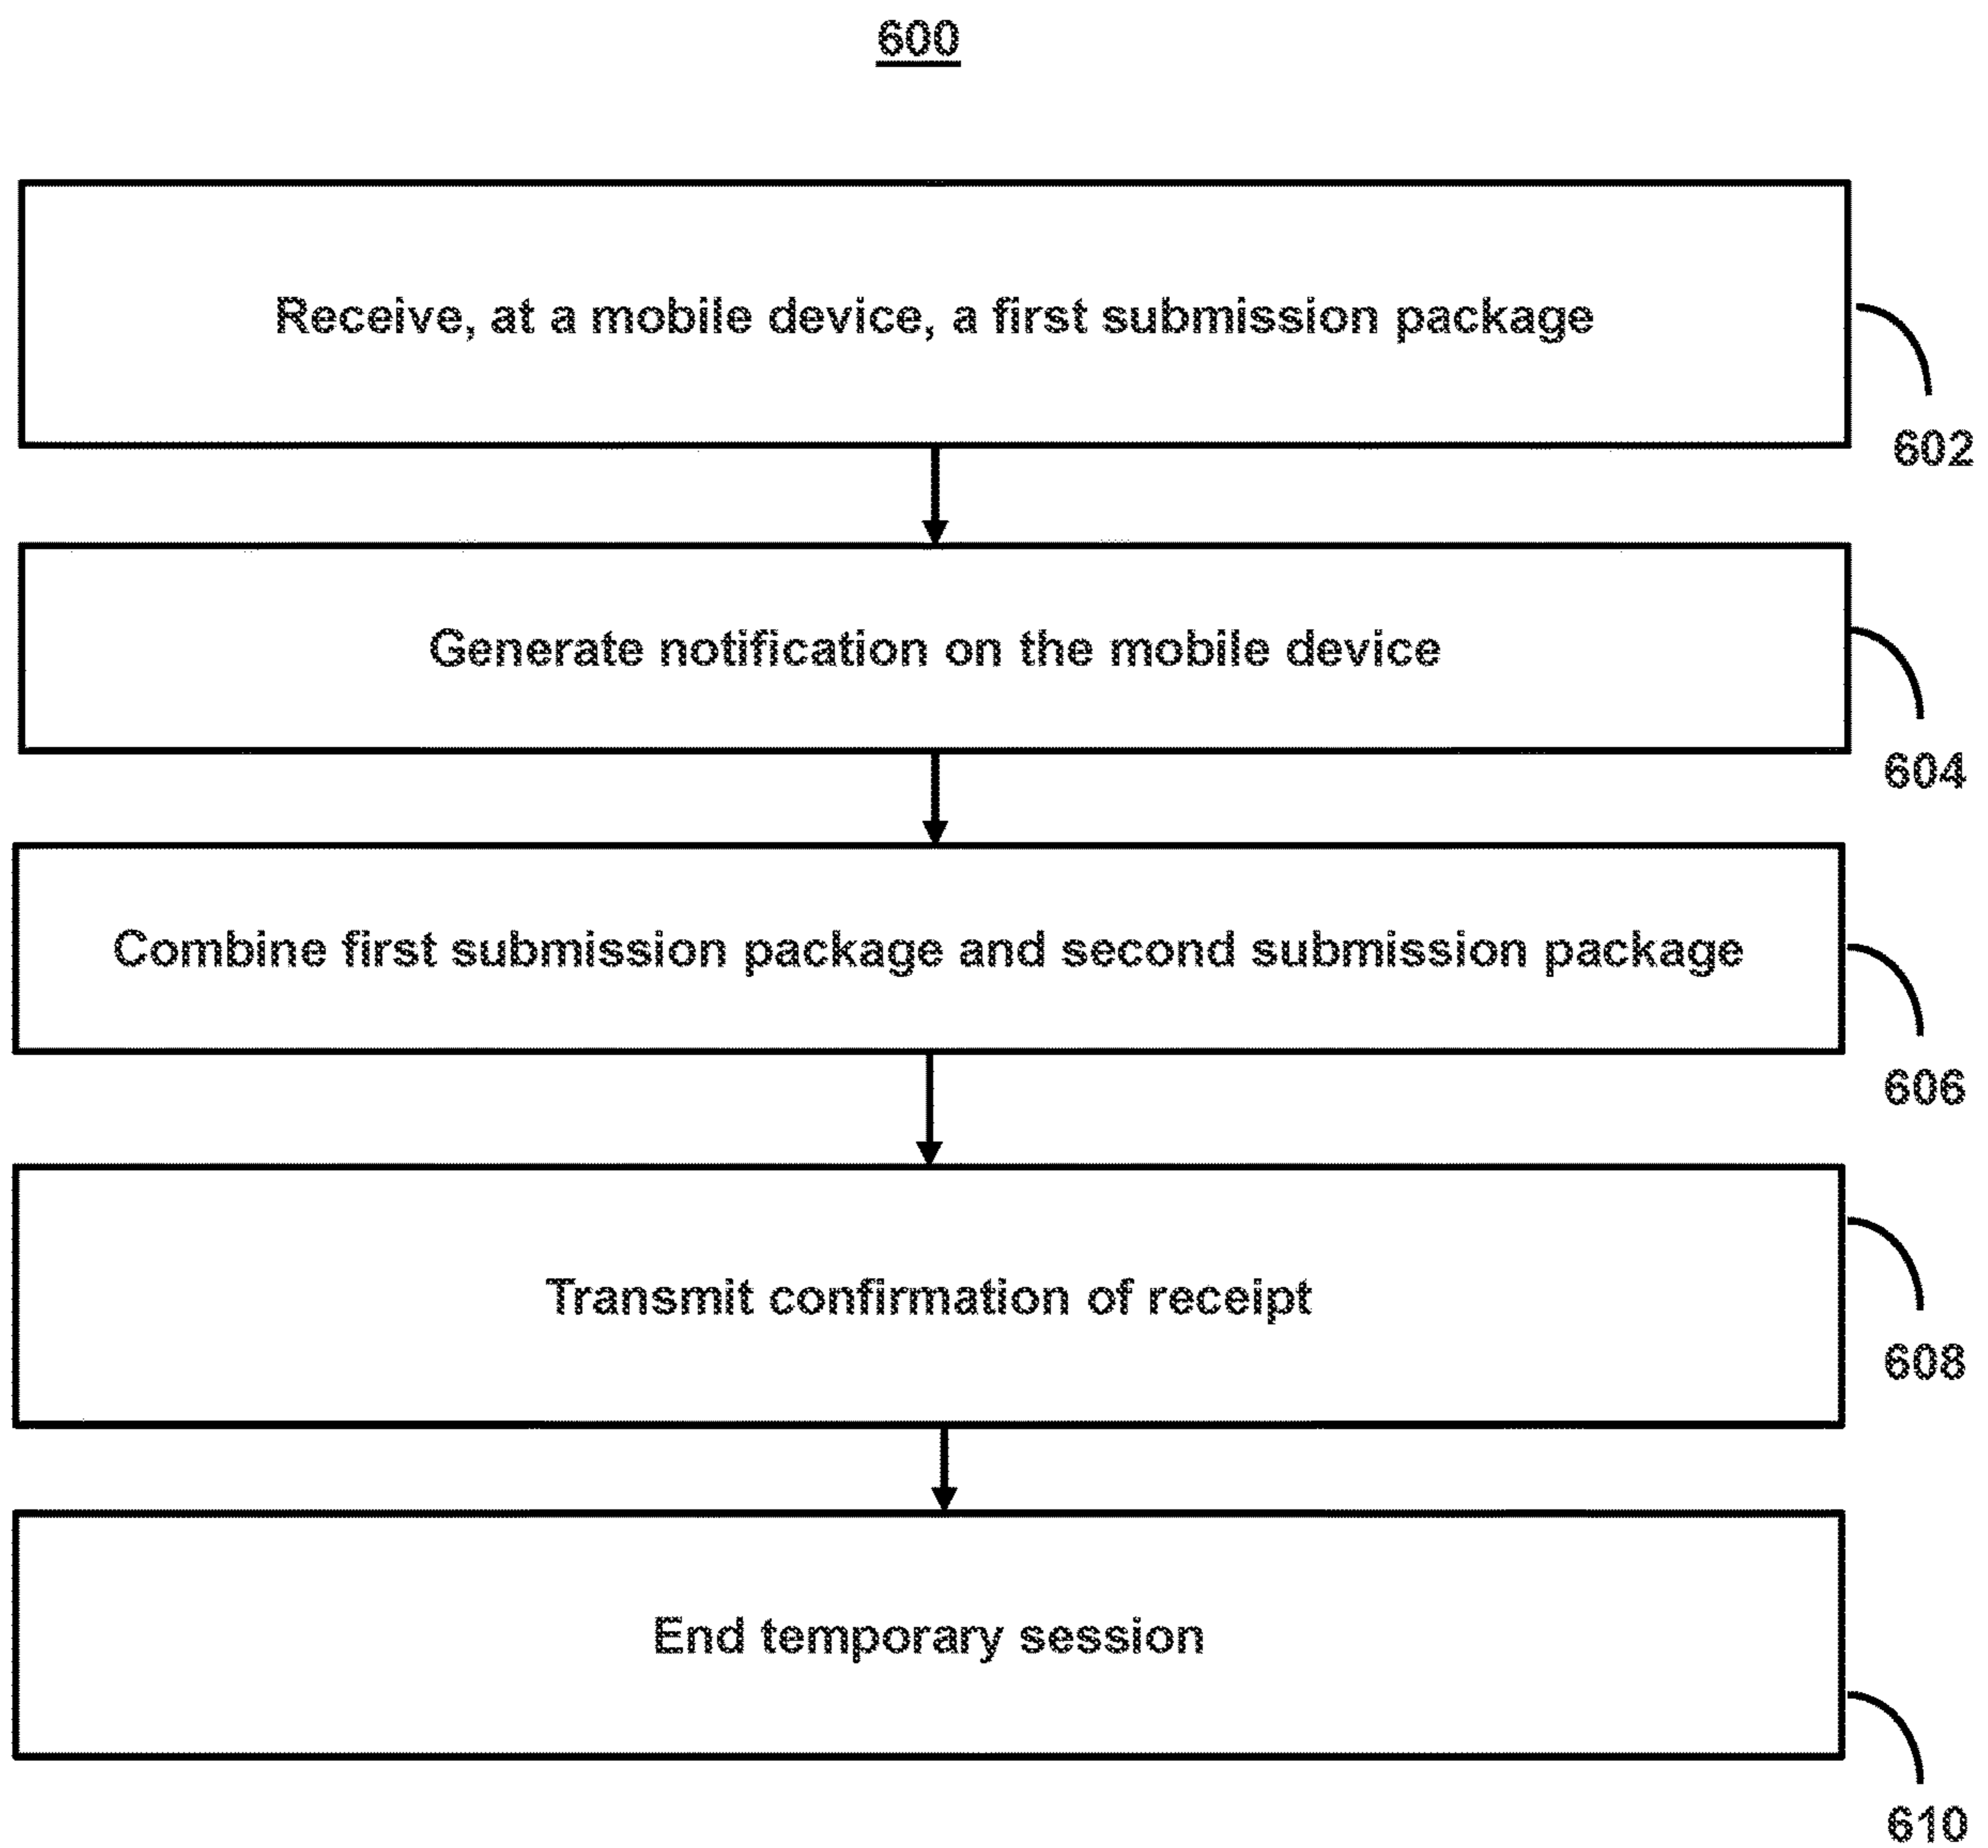 600
Receive, at a mobile device, a first submission package
602
Generate notification on the mobile device
604
Combine first submission package and second submission package
606
Transmit confirmation of receipt
608
End temporary session
610